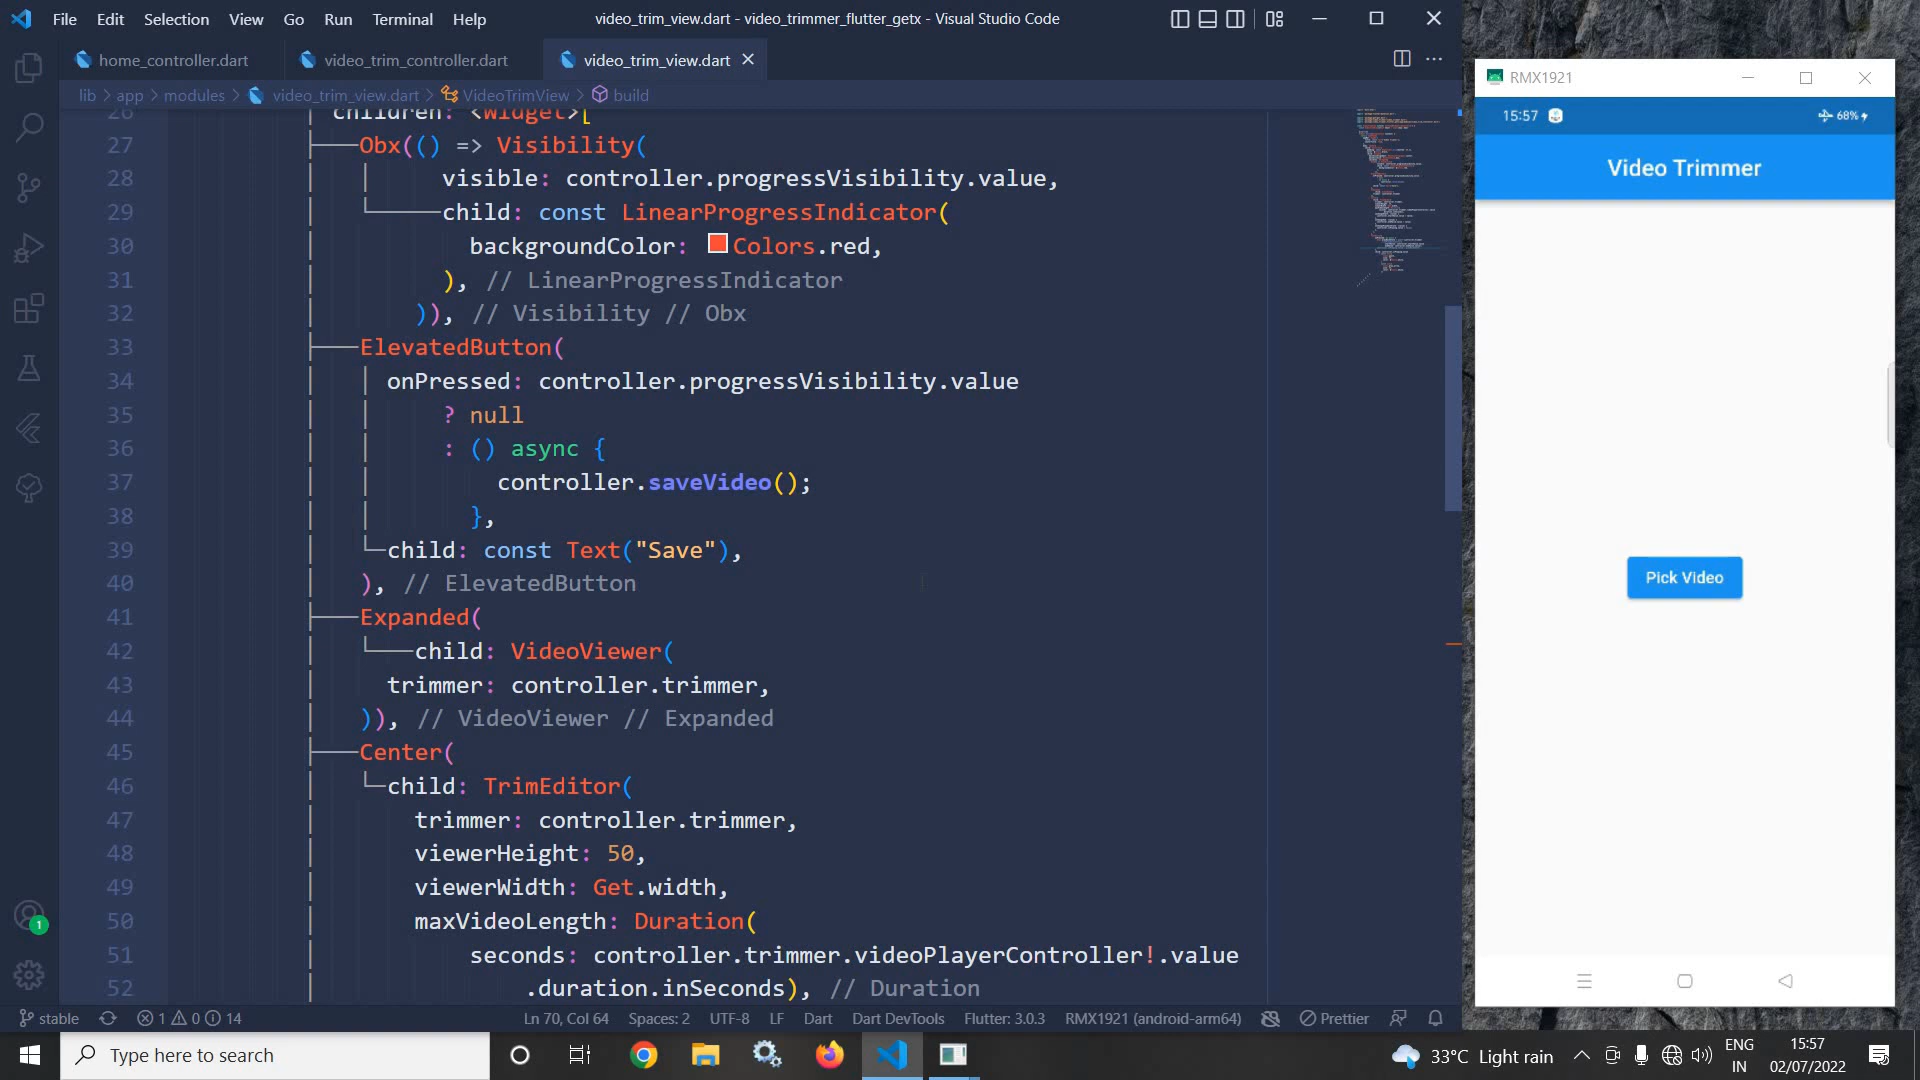 File Edit Selection View Go Run Terminal Help
video_trim_view.dart - video_trimmer_flutter_getx - Visual Studio Code
home_controller.dart
video_trim_controller.dart
video_trim_view.dart
lib > app > modules > video_trim_view.dart > VideoTrimView > build
26 children: <Widget>[
27 Obx(() => Visibility(
28 visible: controller.progressVisibility.value,
29 child: const LinearProgressIndicator(
30 backgroundColor: Colors.red,
31 ), // LinearProgressIndicator
32 )), // Visibility // Obx
33 ElevatedButton(
34 onPressed: controller.progressVisibility.value
35 ? null
36 : () async {
37 controller.saveVideo();
38 },
39 child: const Text("Save"),
40 ), // ElevatedButton
41 Expanded(
42 child: VideoViewer(
43 trimmer: controller.trimmer,
44 )), // VideoViewer // Expanded
45 Center(
46 child: TrimEditor(
47 trimmer: controller.trimmer,
48 viewerHeight: 50,
49 viewerWidth: Get.width,
50 maxVideoLength: Duration(
51 seconds: controller.trimmer.videoPlayerController!.value
52 .duration.inSeconds), // Duration
1
stable 1 0 14 Ln 70, Col 64 Spaces: 2 UTF-8 LF Dart Dart DevTools Flutter: 3.0.3 RMX1921 (android-arm64) Prettier
RMX1921
15:57 68%
Video Trimmer
Pick Video
Type here to search
33°C Light rain
ENG
IN
15:57
02/07/2022